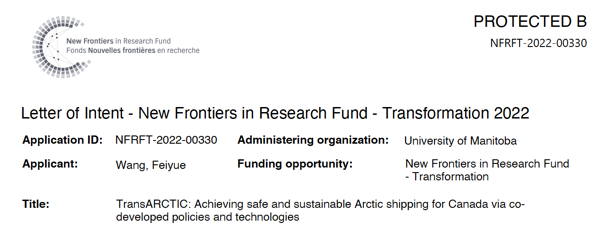 PROTECTED B
New Frontiers in Research Fund
Fonds Nouvelles frontières en recherche
NFRFT-2022-00330
Letter of Intent - New Frontiers in Research Fund - Transformation 2022
Application ID: NFRFT-2022-00330 Administering organization: University of Manitoba
Applicant: Wang, Feiyue Funding opportunity: New Frontiers in Research Fund
- Transformation
Title: TransARCTIC: Achieving safe and sustainable Arctic shipping for Canada via co-
developed policies and technologies